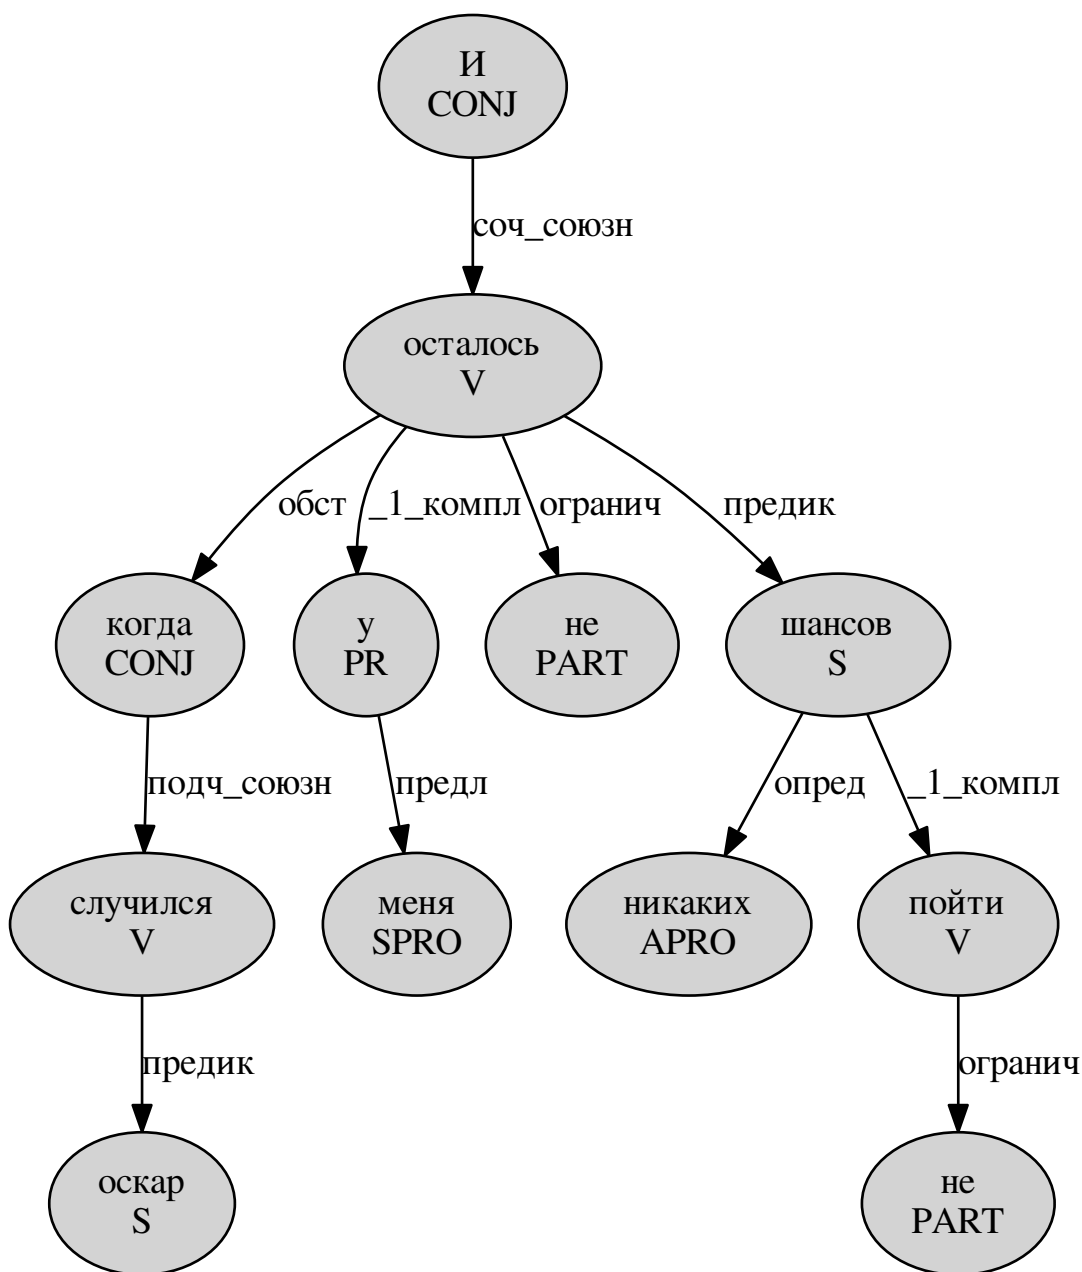 И
CONJ
соч_союзн
осталось
V
обст
_1_компл
огранич
предик
когда
CONJ
у
PR
не
PART
шансов
S
подч_союзн
предл
опред
_1_компл
случился
V
меня
SPRO
никаких
APRO
пойти
V
предик
огранич
оскар
S
не
PART